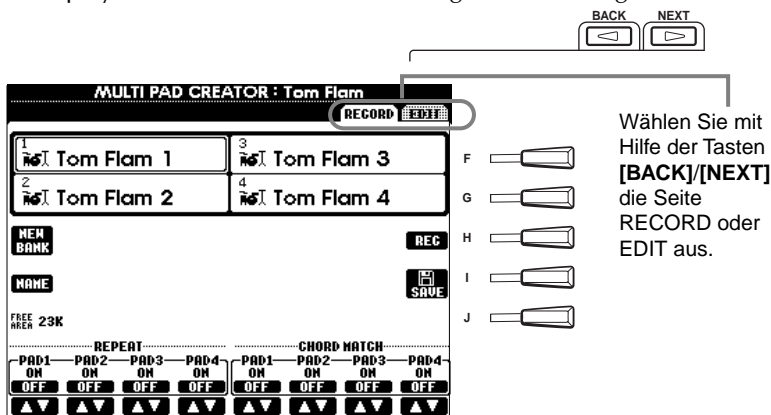 BACK NEXT
MULTI PAD CREATOR : Tom Flam
RECORD EDIT
1 Tom Flam 1
3 Tom Flam 3
2 Tom Flam 2
4 Tom Flam 4
NEW BANK
REC
NAME
SAVE
FREE AREA 23K
REPEAT CHORD MATCH
PAD1 PAD2 PAD3 PAD4 PAD1 PAD2 PAD3 PAD4
ON ON ON ON ON ON ON ON
OFF OFF OFF OFF OFF OFF OFF OFF
F
G
H
I
J
Wählen Sie mit
Hilfe der Tasten
[BACK]/[NEXT]
die Seite
RECORD oder
EDIT aus.